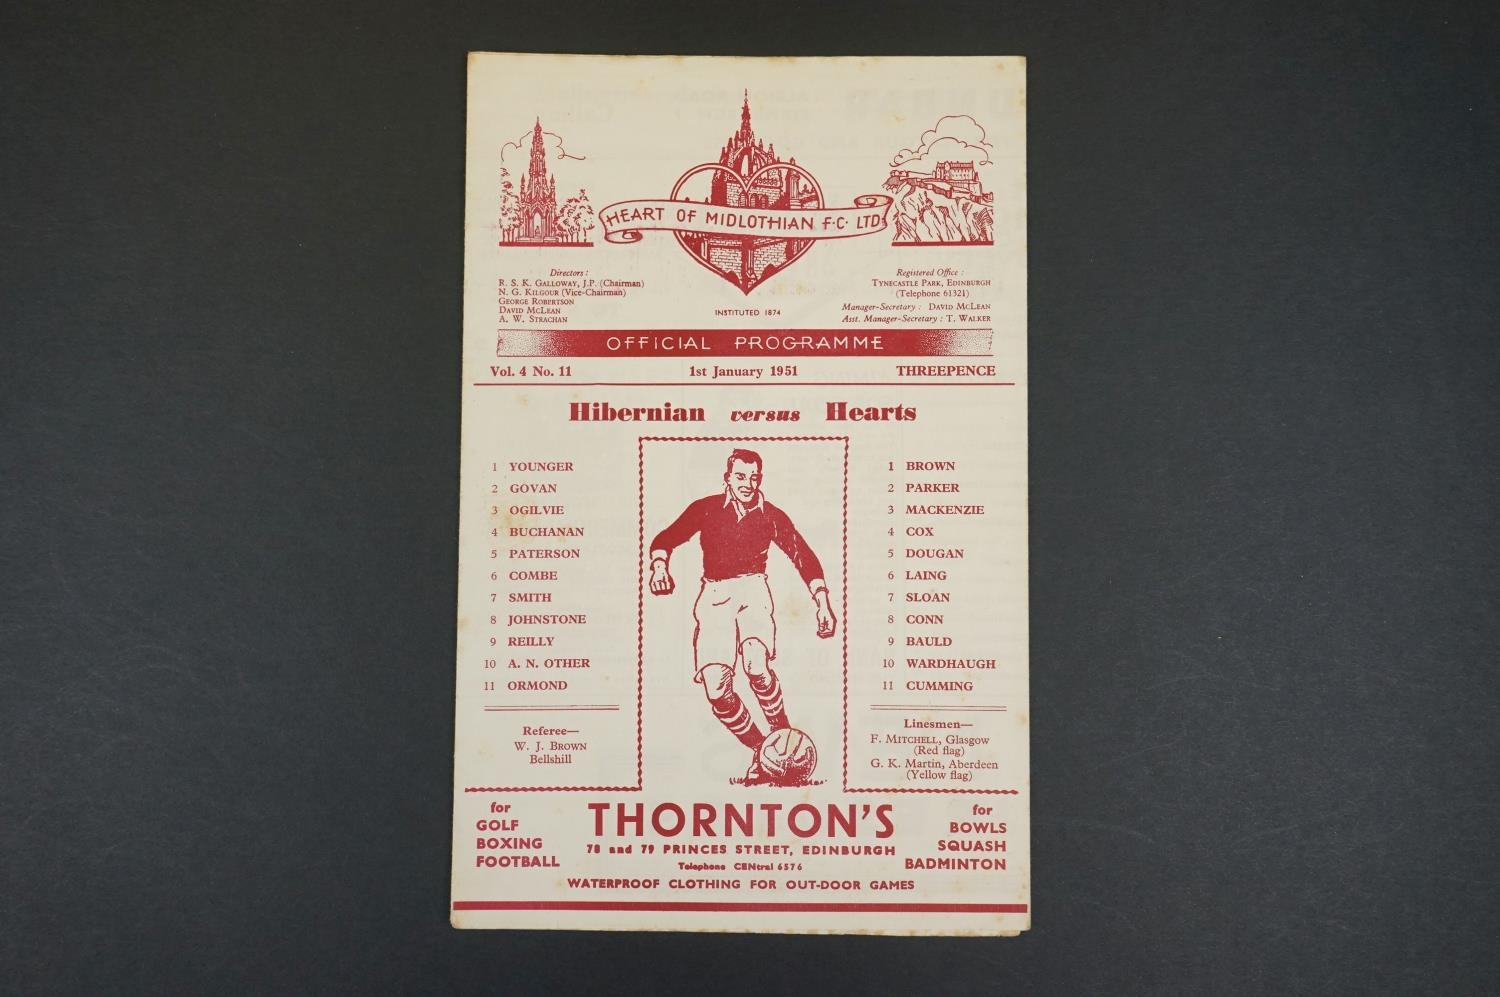 HEART OF MIDLOTHIAN F.C. LTD
Directors :
R. S. K. GALLOWAY, J.P. (Chairman)
N. G. KILGOUR (Vice-Chairman)
GEORGE ROBERTSON
DAVID MCLEAN
A. W. STRACHAN
INSTITUTED 1874
Registered Office :
TYNECASTLE PARK, EDINBURGH
(Telephone 61321)
Manager-Secretary : DAVID MCLEAN
Asst. Manager-Secretary : T. WALKER
OFFICIAL PROGRAMME
Vol. 4 No. 11 1st January 1951 THREEPENCE
Hibernian versus Hearts
1 YOUNGER
2 GOVAN
3 OGILVIE
4 BUCHANAN
5 PATERSON
6 COMBE
7 SMITH
8 JOHNSTONE
9 REILLY
10 A. N. OTHER
11 ORMOND
Referee—
W. J. BROWN
Bellshill
1 BROWN
2 PARKER
3 MACKENZIE
4 COX
5 DOUGAN
6 LAING
7 SLOAN
8 CONN
9 BAULD
10 WARDHAUGH
11 CUMMING
Linesmen—
F. MITCHELL, Glasgow
(Red flag)
G. K. Martin, Aberdeen
(Yellow flag)
for
GOLF
BOXING
FOOTBALL
THORNTON'S
78 and 79 PRINCES STREET, EDINBURGH
Telephone CENtral 6576
WATERPROOF CLOTHING FOR OUT-DOOR GAMES
for
BOWLS
SQUASH
BADMINTON